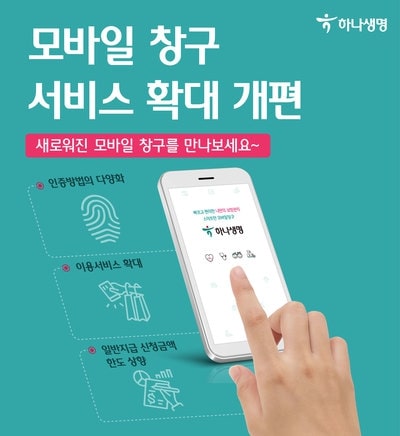 하나생명
모바일 창구
서비스 확대 개편
새로워진 모바일 창구를 만나보세요~
인증방법의 다양화
이용서비스 확대
일반지급 신청금액
한도 상향
하나생명